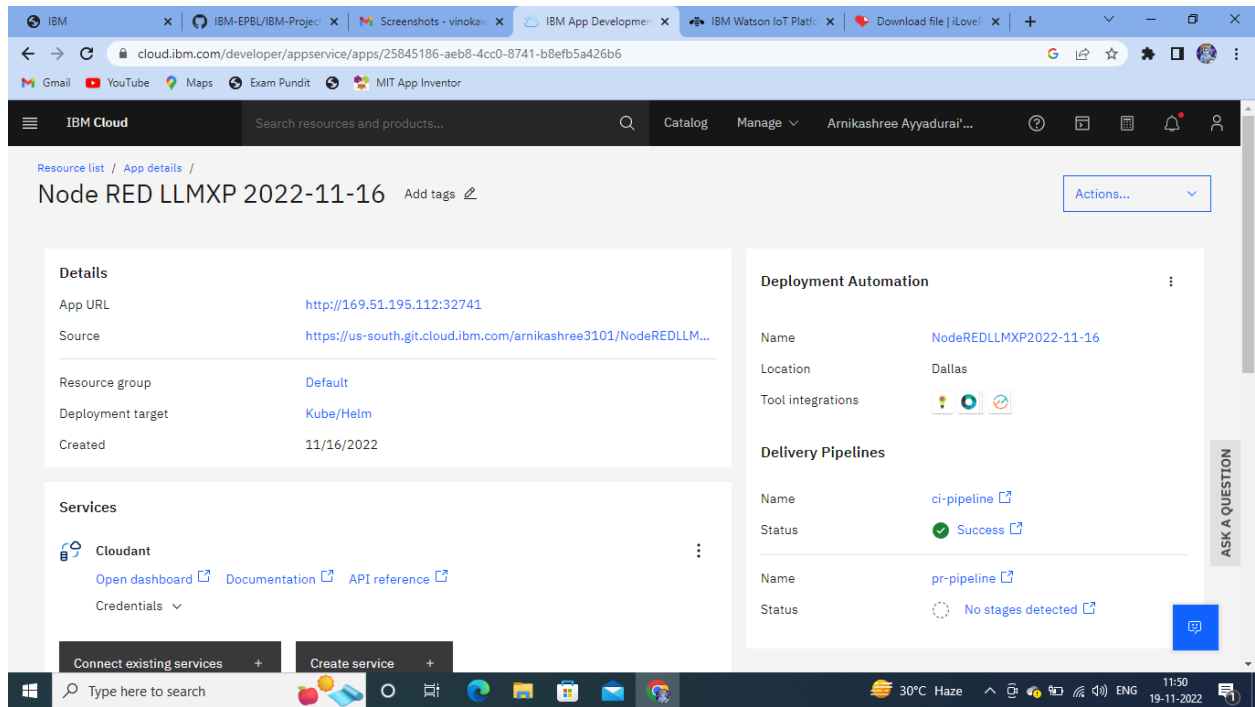 IBM
IBM-EPBL/IBM-Project
Screenshots - vinokav
IBM App Developmen
IBM Watson IoT Platfo
Download file | iLoveP
cloud.ibm.com/developer/appservice/apps/25845186-aeb8-4cc0-8741-b8efb5a426b6
Gmail YouTube Maps Exam Pundit MIT App Inventor
IBM Cloud Search resources and products... Catalog Manage Arnikashree Ayyadurai'...
Resource list / App details /
Node RED LLMXP 2022-11-16 Add tags
Actions...
Details
App URL http://169.51.195.112:32741
Source https://us-south.git.cloud.ibm.com/arnikashree3101/NodeREDLLM...
Resource group Default
Deployment target Kube/Helm
Created 11/16/2022
Services
Cloudant
Open dashboard Documentation API reference
Credentials
Connect existing services +
Create service +
Deployment Automation
Name NodeREDLLMXP2022-11-16
Location Dallas
Tool integrations
Delivery Pipelines
Name ci-pipeline
Status Success
Name pr-pipeline
Status No stages detected
ASK A QUESTION
Type here to search
30°C Haze
ENG
11:50
19-11-2022